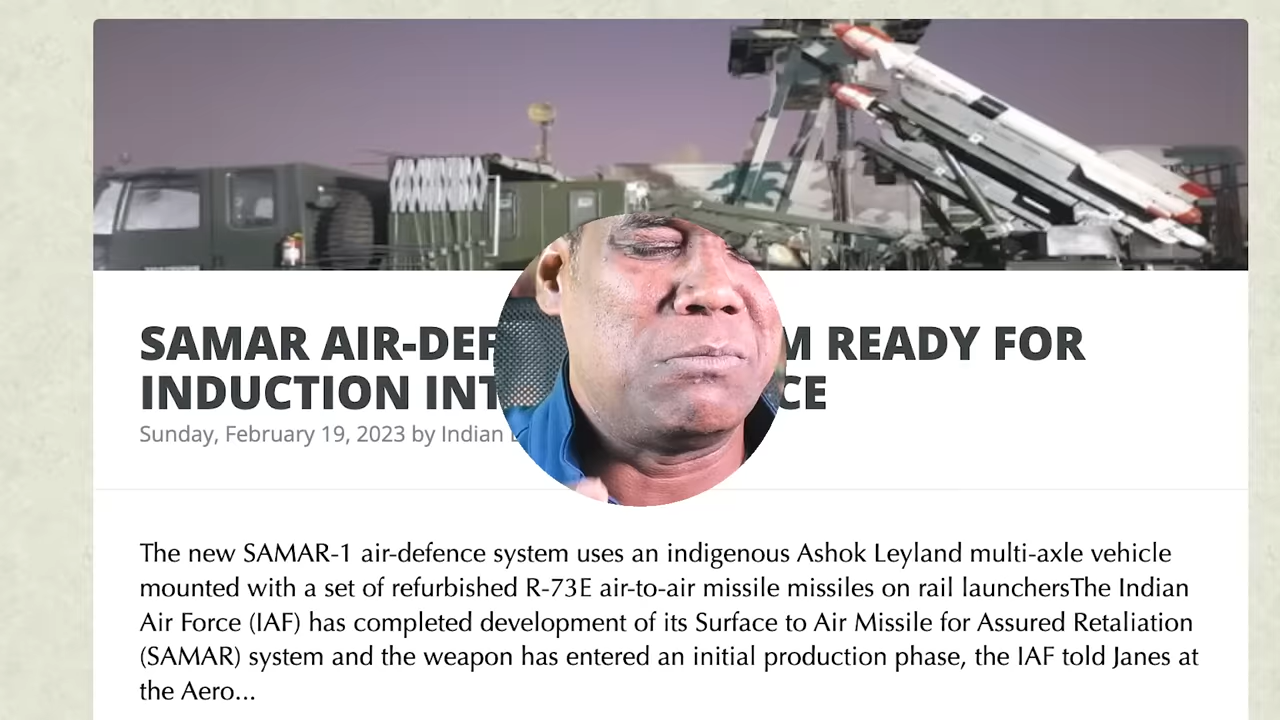 SAMAR AIR-DEF M READY FOR
INDUCTION INT CE
Sunday, February 19, 2023 by Indian
The new SAMAR-1 air-defence system uses an indigenous Ashok Leyland multi-axle vehicle
mounted with a set of refurbished R-73E air-to-air missile missiles on rail launchersThe Indian
Air Force (IAF) has completed development of its Surface to Air Missile for Assured Retaliation
(SAMAR) system and the weapon has entered an initial production phase, the IAF told Janes at
the Aero...